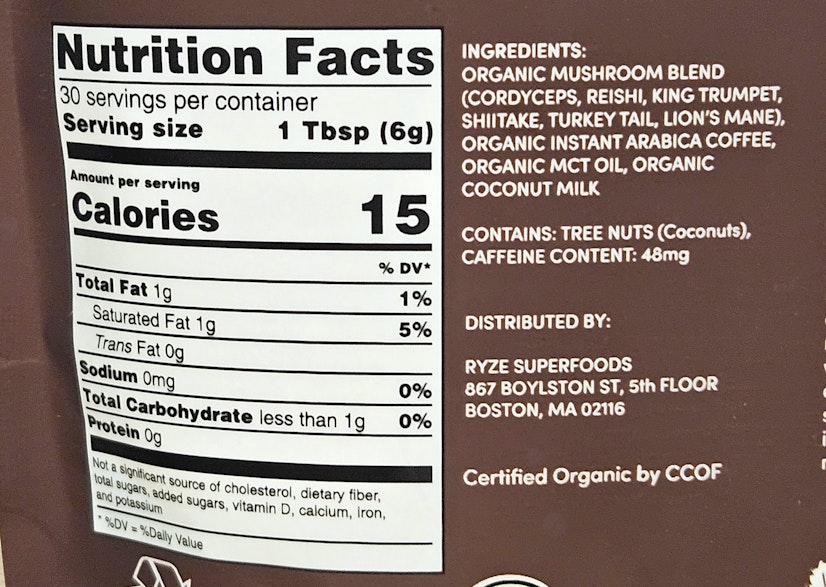 Nutrition Facts
30 servings per container
Serving size 1 Tbsp (6g)
Amount per serving
Calories 15
% DV*
Total Fat 1g 1%
Saturated Fat 1g 5%
Trans Fat 0g
Sodium 0mg 0%
Total Carbohydrate less than 1g 0%
Protein 0g
Not a significant source of cholesterol, dietary fiber,
total sugars, added sugars, vitamin D, calcium, iron,
and potassium
* %DV = %Daily Value
INGREDIENTS:
ORGANIC MUSHROOM BLEND
(CORDYCEPS, REISHI, KING TRUMPET,
SHIITAKE, TURKEY TAIL, LION'S MANE),
ORGANIC INSTANT ARABICA COFFEE,
ORGANIC MCT OIL, ORGANIC
COCONUT MILK
CONTAINS: TREE NUTS (Coconuts),
CAFFEINE CONTENT: 48mg
DISTRIBUTED BY:
RYZE SUPERFOODS
867 BOYLSTON ST, 5th FLOOR
BOSTON, MA 02116
Certified Organic by CCOF